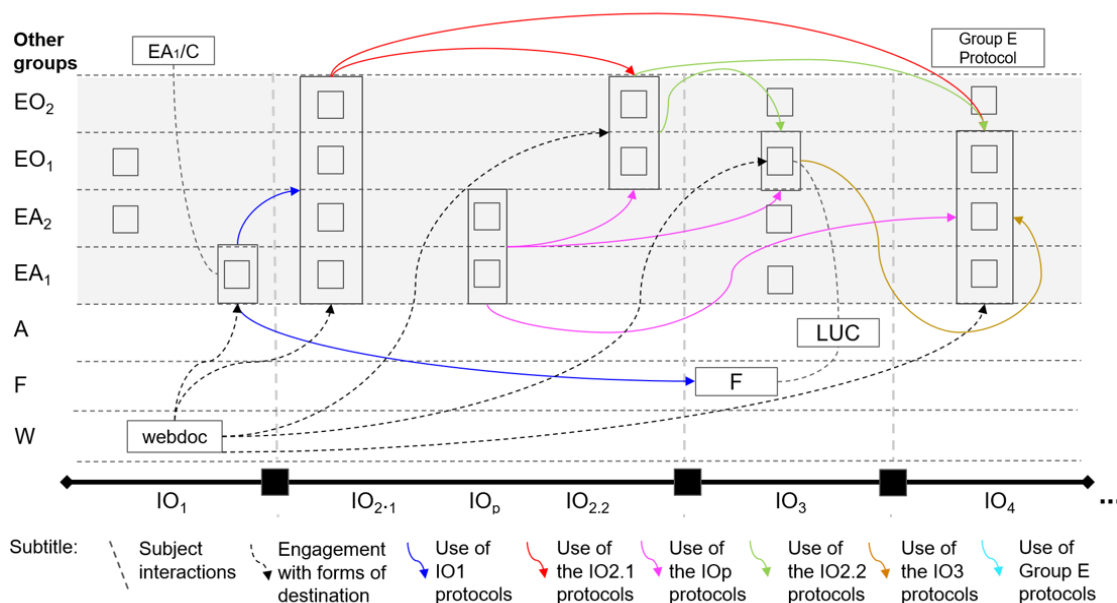 Other
groups
EA1/C
Group E
Protocol
EO2
EO1
EA2
EA1
A
LUC
F
F
W
webdoc
IO1
IO2.1
IOp
IO2.2
IO3
IO4
...
Subtitle:
Subject
interactions
Engagement
with forms of
destination
Use of
IO1
protocols
Use of
the IO2.1
protocols
Use of
the IOp
protocols
Use of
the IO2.2
protocols
Use of
the IO3
protocols
Use of
Group E
protocols